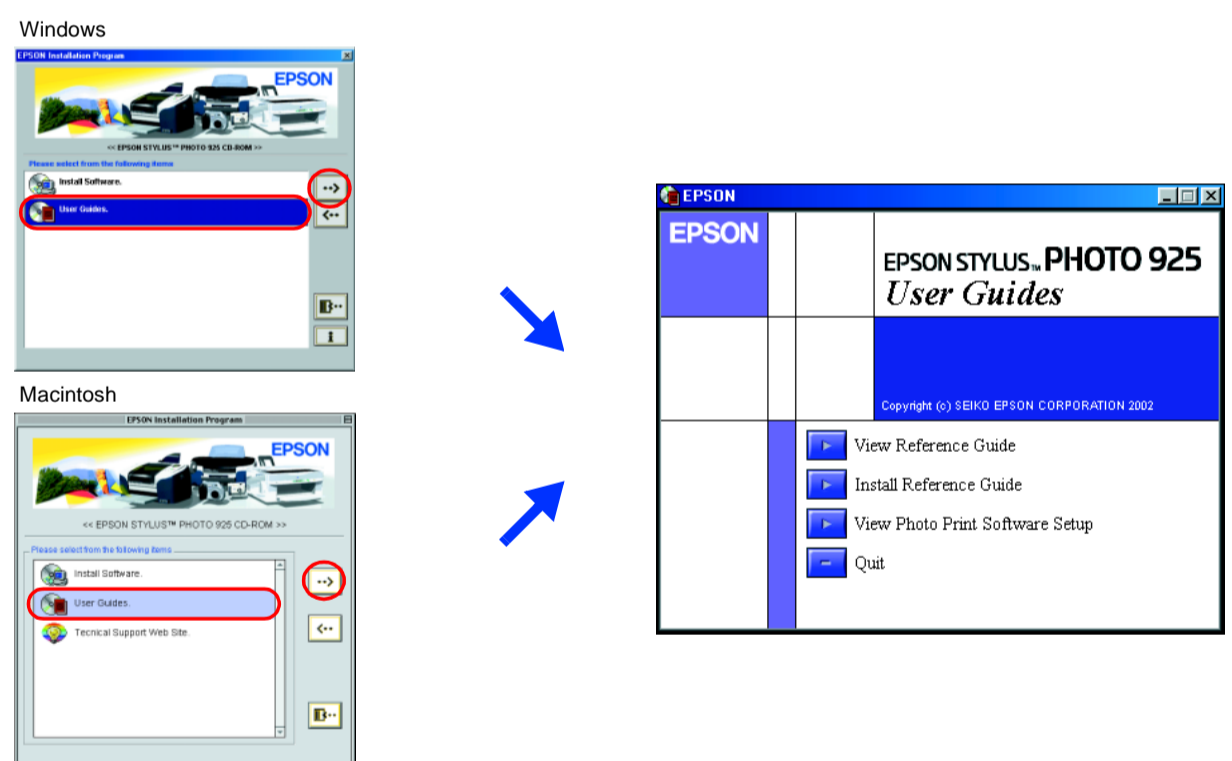 Windows
EPSON Installation Program
EPSON
<< EPSON STYLUS™ PHOTO 925 CD-ROM >>
Please select from the following items
Install Software.
User Guides.
Macintosh
EPSON Installation Program
EPSON
<< EPSON STYLUS™ PHOTO 925 CD-ROM >>
Please select from the following items
Install Software.
User Guides.
Tecnical Support Web Site.
EPSON
EPSON
EPSON STYLUS™ PHOTO 925
User Guides
Copyright (c) SEIKO EPSON CORPORATION 2002
View Reference Guide
Install Reference Guide
View Photo Print Software Setup
Quit